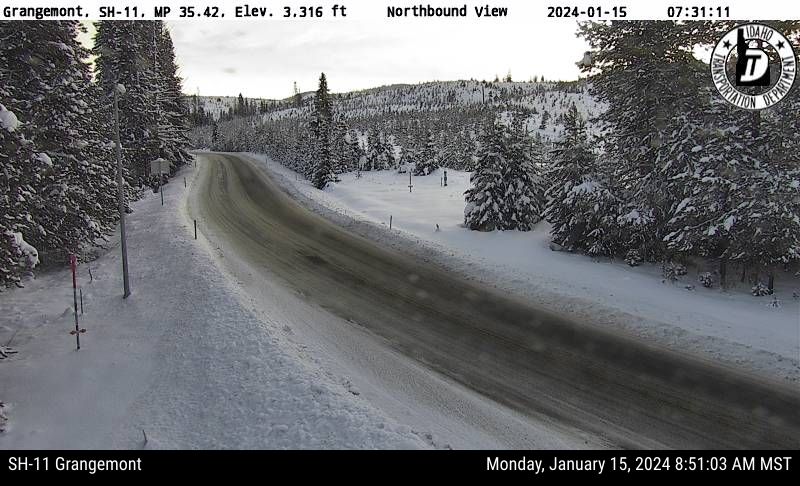 Grangemont, SH-11, MP 35.42, Elev. 3,316 ft Northbound View 2024-01-15 07:31:11
IDAHO
TRANSPORTATION DEPARTMENT
SH-11 Grangemont Monday, January 15, 2024 8:51:03 AM MST